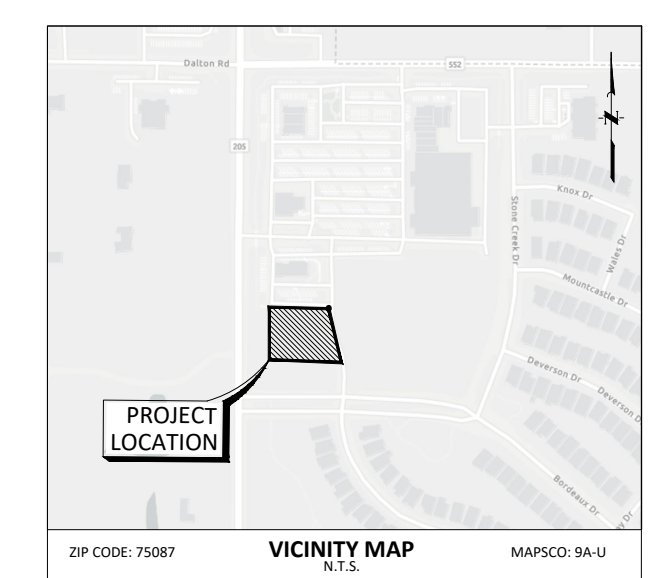 Dalton Rd
552
205
N
Stone Creek Dr
Knox Dr
Wales Dr
Mountcastle Dr
Deverson Dr
Deverson D
PROJECT
LOCATION
Bordeaux Dr
ay Dr
ZIP CODE: 75087
VICINITY MAP
MAPSCO: 9A-U
N.T.S.